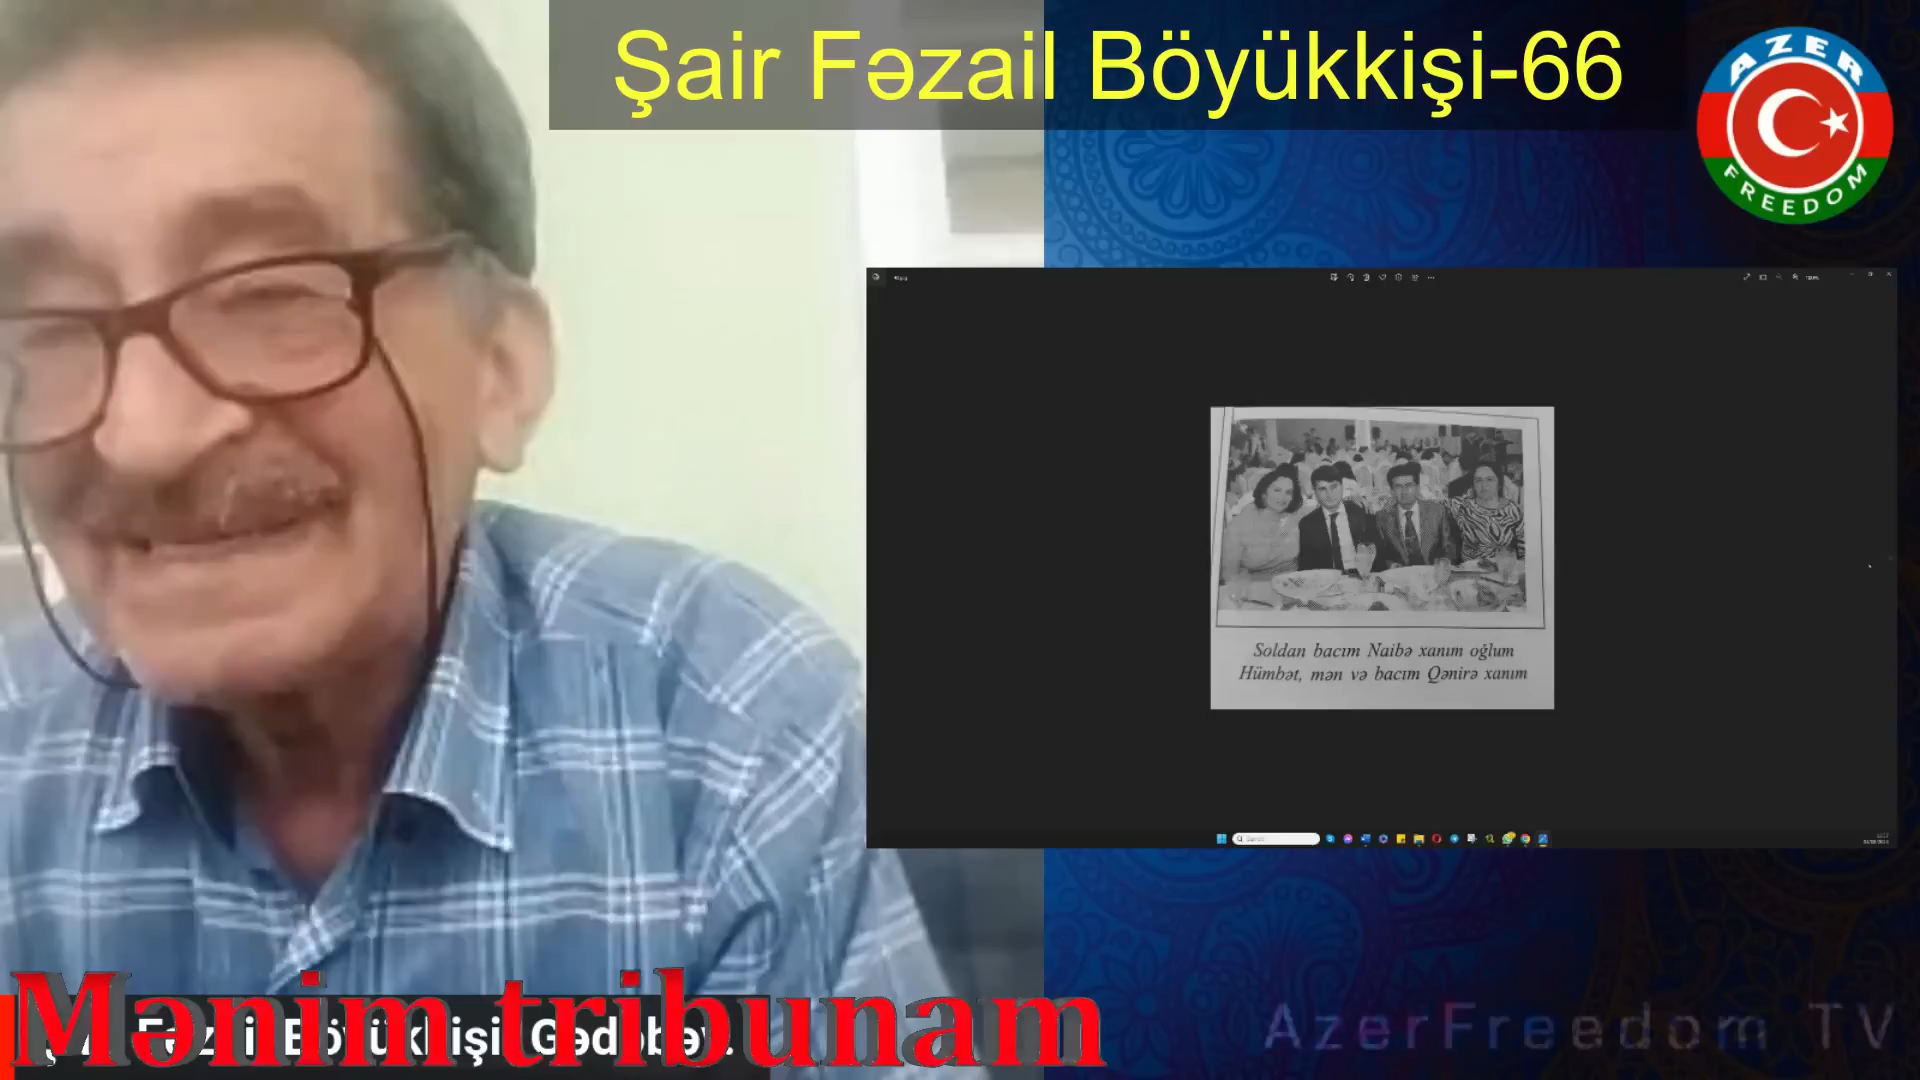 Şair Fəzail Böyükkişi-66
AZER
FREEDOM
Soldan bacım Naibə xanım oğlum
Hümbət, mən və bacım Qənirə xanım
Mənim tribunam
AzerFreedom TV